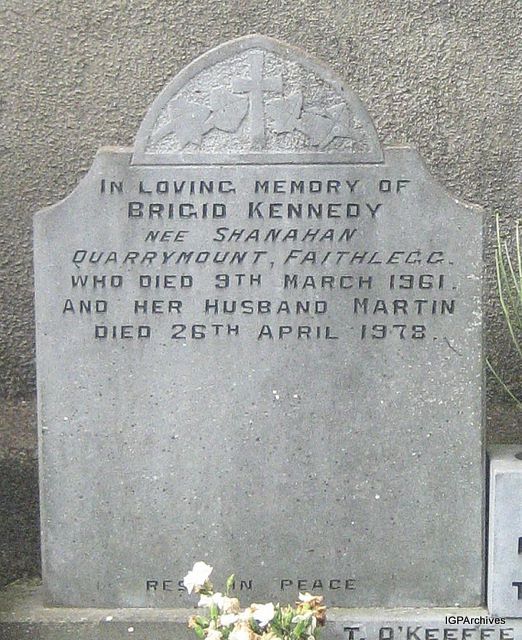 IN LOVING MEMORY OF
BRIGID KENNEDY
NEE SHANAHAN
QUARRYMOUNT, FAITHLEGG.
WHO DIED 9TH MARCH 1961.
AND HER HUSBAND MARTIN
DIED 26TH APRIL 1978.
REST IN PEACE
T. O'KEEFFE
IGPArchives